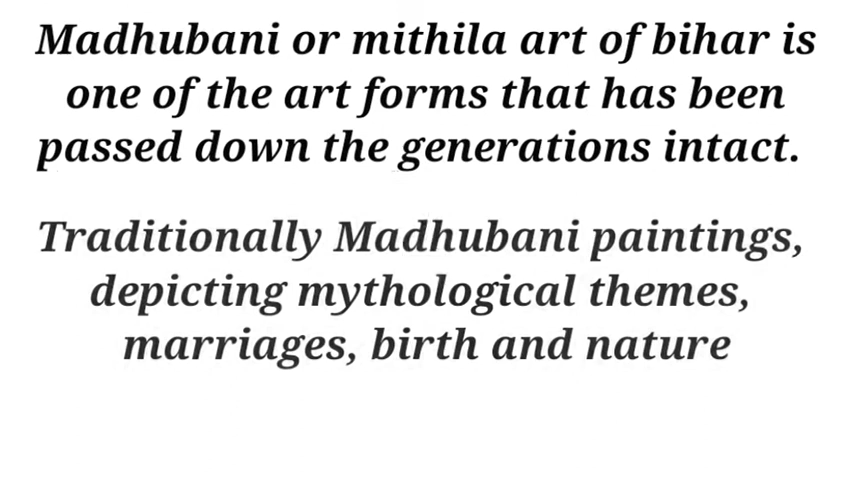 Madhubani or mithila art of bihar is
one of the art forms that has been
passed down the generations intact.
Traditionally Madhubani paintings,
depicting mythological themes,
marriages, birth and nature